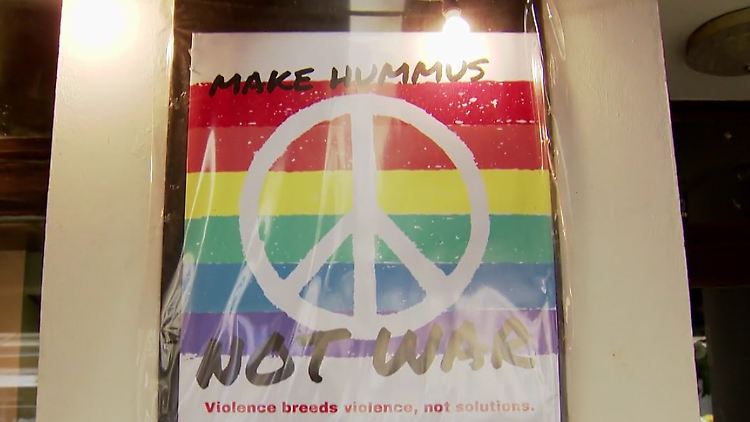 MAKE HUMMUS
NOT WAR
Violence breeds violence, not solutions.